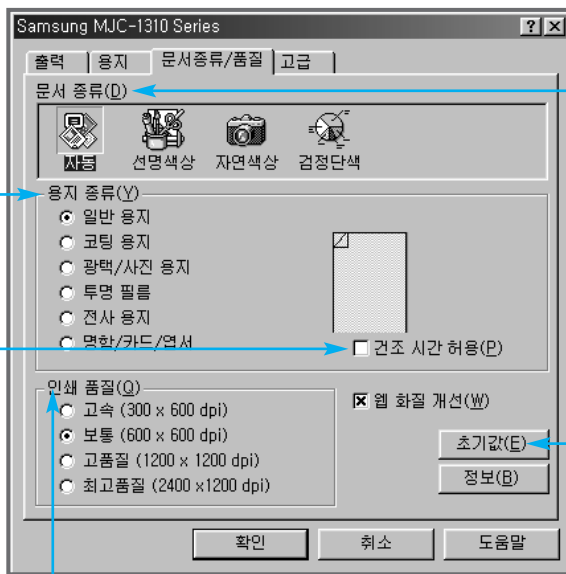 Samsung MJC-1310 Series
출력 용지 문서종류/품질 고급
문서 종류(D)
자동 선명색상 자연색상 검정단색
용지 종류(Y)
일반 용지
코팅 용지
광택/사진 용지
투명 필름
전사 용지
명함/카드/엽서
건조 시간 허용(P)
인쇄 품질(Q)
고속 (300 x 600 dpi)
보통 (600 x 600 dpi)
고품질 (1200 x 1200 dpi)
최고품질 (2400 x1200 dpi)
웹 화질 개선(W)
초기값(E)
정보(B)
확인 취소 도움말